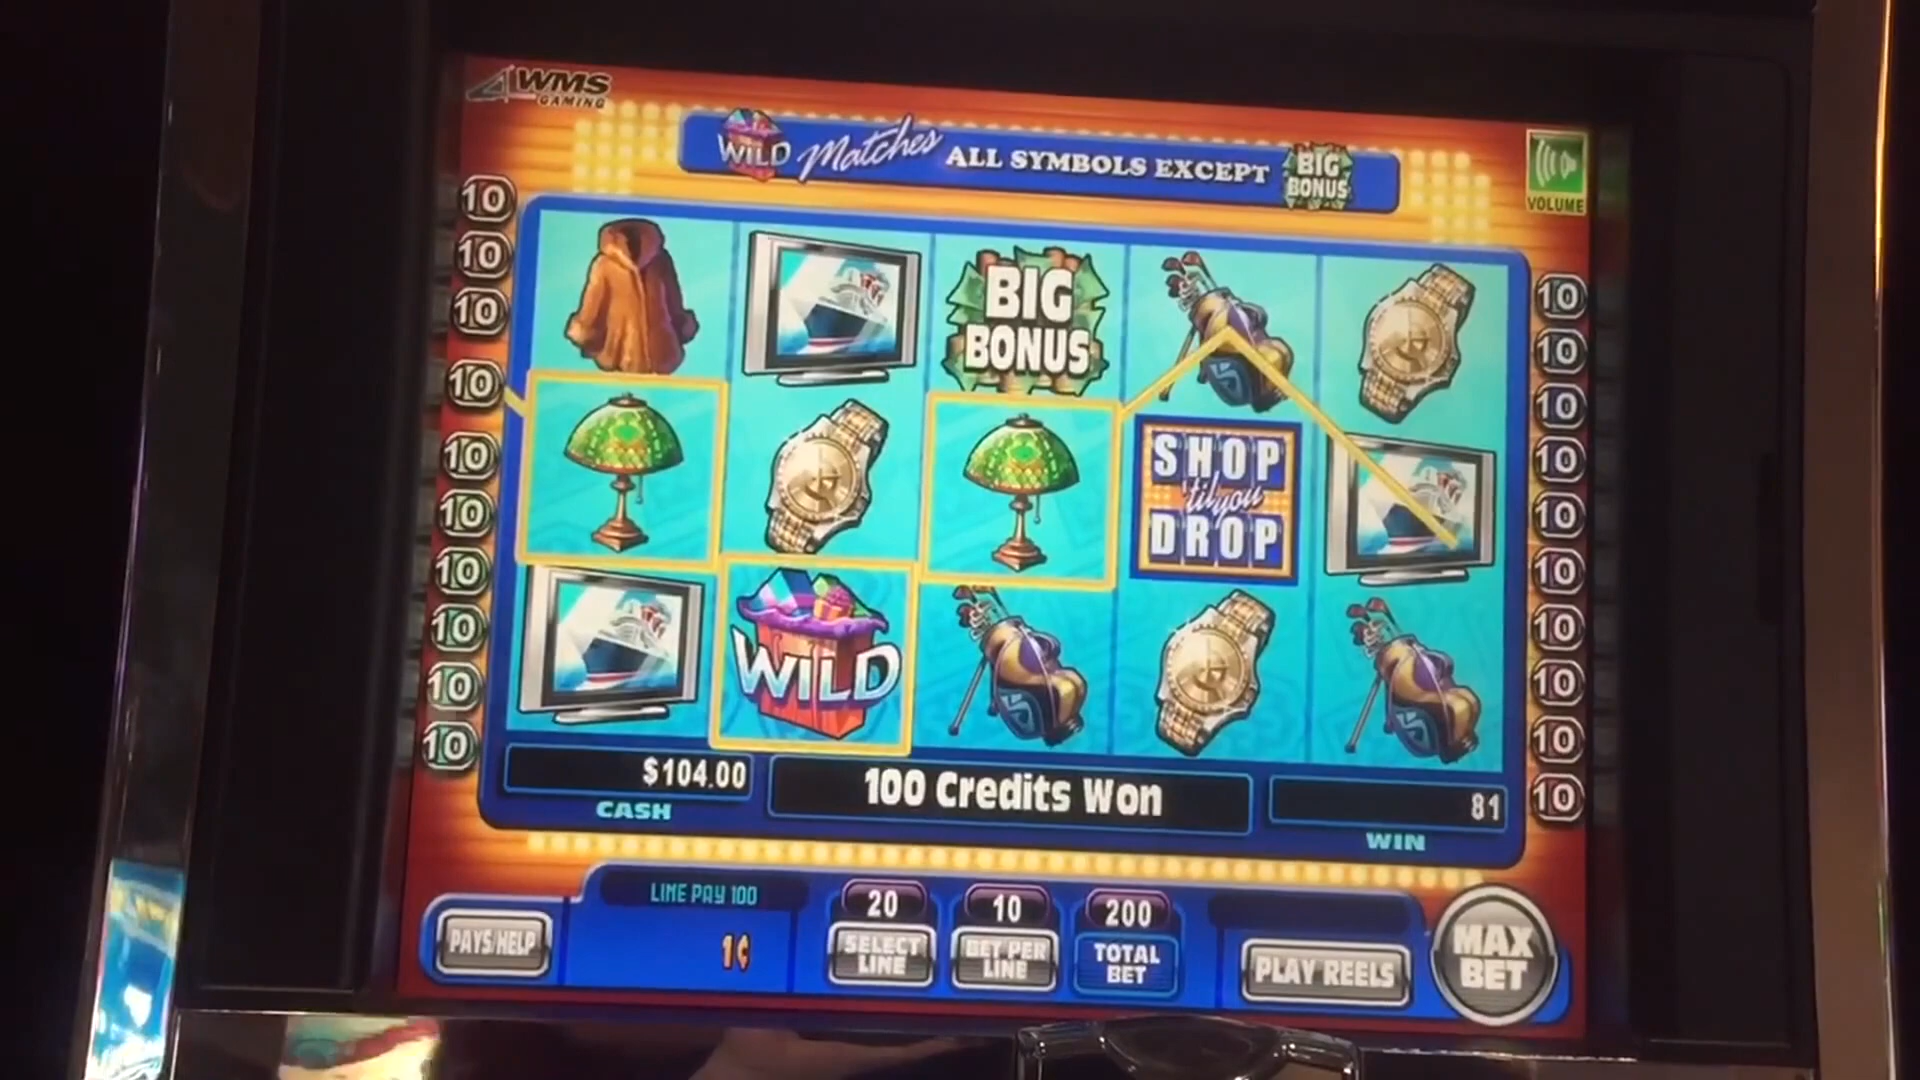 WMS
GAMING
WILD Matches ALL SYMBOLS EXCEPT BIG BONUS
VOLUME
10
10
10
10
10
10
10
10
10
10
BIG
BONUS
SHOP
'til you
DROP
WILD
10
10
10
10
10
10
10
10
10
10
$104.00
CASH
100 Credits Won
81
WIN
LINE PAY 100
1¢
PAYS/HELP
20
SELECT
LINE
10
BET PER
LINE
200
TOTAL
BET
PLAY REELS
MAX
BET